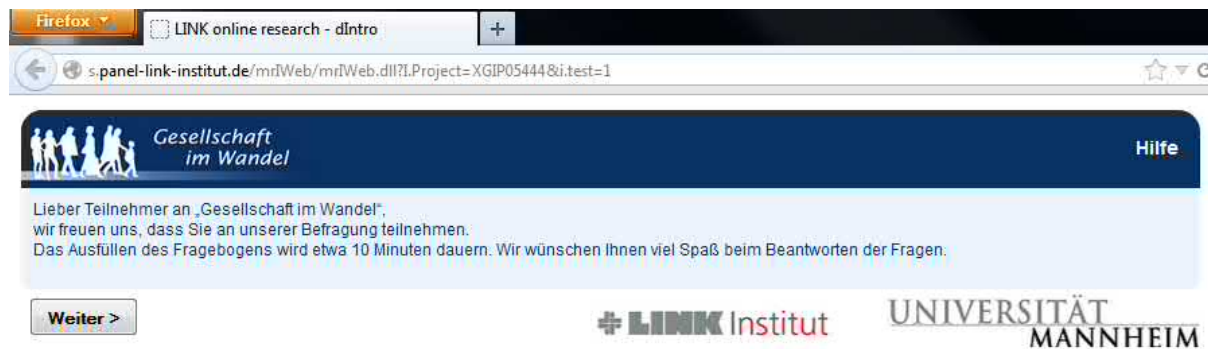 Firefox
LINK online research - dIntro
s.panel-link-institut.de/mrIWeb/mrIWeb.dll?I.Project=XGIP05444&i.test=1
Gesellschaft
im Wandel
Hilfe
Lieber Teilnehmer an „Gesellschaft im Wandel“,
wir freuen uns, dass Sie an unserer Befragung teilnehmen.
Das Ausfüllen des Fragebogens wird etwa 10 Minuten dauern. Wir wünschen Ihnen viel Spaß beim Beantworten der Fragen.
Weiter >
LINK Institut
UNIVERSITÄT
MANNHEIM